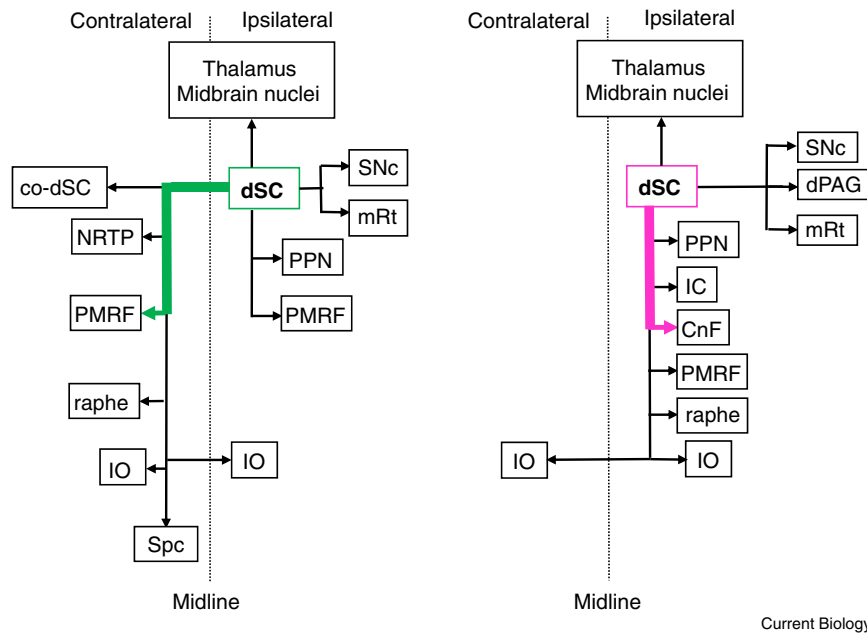 Contralateral
Ipsilateral
Thalamus
Midbrain nuclei
co-dSC
dSC
SNc
NRTP
mRt
PPN
PMRF
PMRF
raphe
IO
IO
Spc
Midline
Contralateral
Ipsilateral
Thalamus
Midbrain nuclei
dSC
SNc
dPAG
mRt
PPN
IC
CnF
PMRF
raphe
IO
IO
Midline
Current Biology